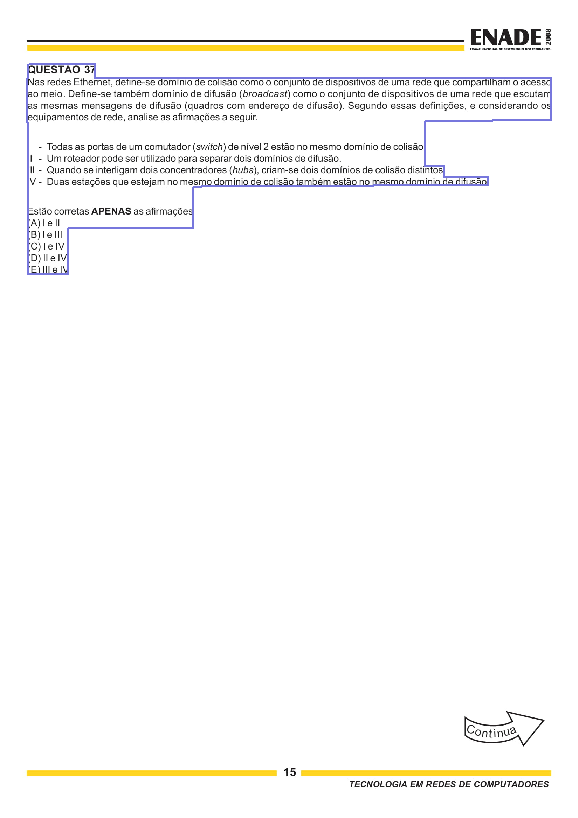 ENADE 2008
QUESTÃO 37
Nas redes Ethernet, define-se domínio de colisão como o conjunto de dispositivos de uma rede que compartilham o acesso
ao meio. Define-se também domínio de difusão (broadcast) como o conjunto de dispositivos de uma rede que escutam
as mesmas mensagens de difusão (quadros com endereço de difusão). Segundo essas definições, e considerando os
equipamentos de rede, analise as afirmações a seguir.
- Todas as portas de um comutador (switch) de nível 2 estão no mesmo domínio de colisão.
II - Um roteador pode ser utilizado para separar dois domínios de difusão.
III - Quando se interligam dois concentradores (hubs), criam-se dois domínios de colisão distintos.
IV - Duas estações que estejam no mesmo domínio de colisão também estão no mesmo domínio de difusão.
Estão corretas APENAS as afirmações
(A) I e II
(B) I e III
(C) I e IV
(D) II e IV
(E) III e IV
Continua
15
TECNOLOGIA EM REDES DE COMPUTADORES